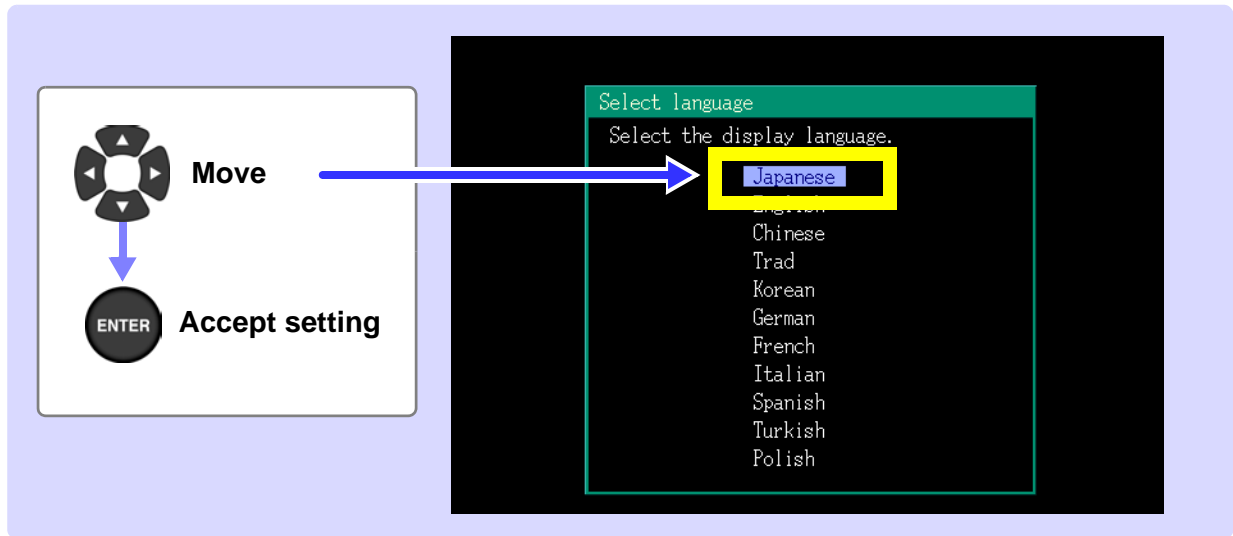 Move
ENTER
Accept setting
Select language
Select the display language.
Japanese
English
Chinese
Trad
Korean
German
French
Italian
Spanish
Turkish
Polish